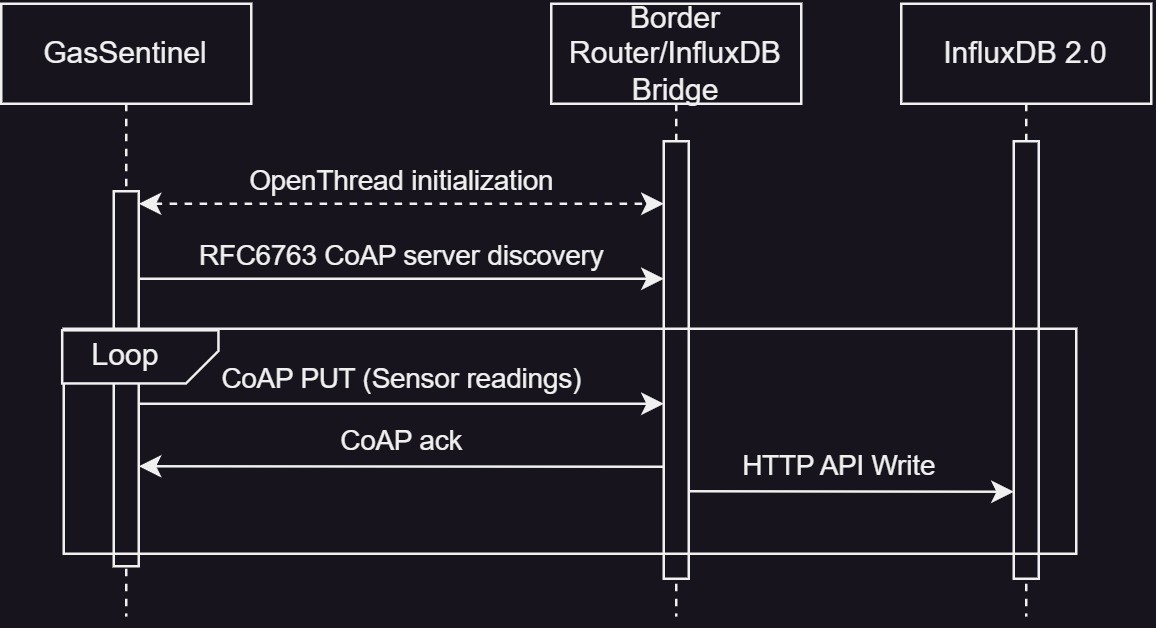 GasSentinel
Border
Router/InfluxDB
Bridge
InfluxDB 2.0
OpenThread initialization
RFC6763 CoAP server discovery
Loop
CoAP PUT (Sensor readings)
CoAP ack
HTTP API Write